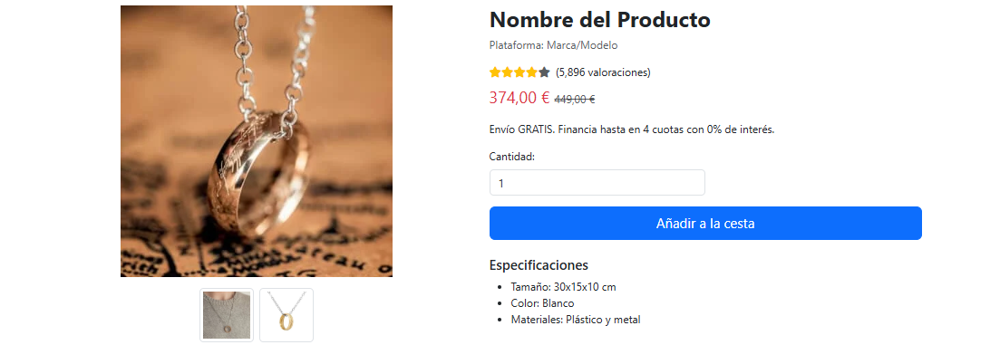 Nombre del Producto
Plataforma: Marca/Modelo
(5,896 valoraciones)
374,00 € 449,00 €
Envío GRATIS. Financia hasta en 4 cuotas con 0% de interés.
Cantidad:
1
Añadir a la cesta
Especificaciones
Tamaño: 30x15x10 cm
Color: Blanco
Materiales: Plástico y metal